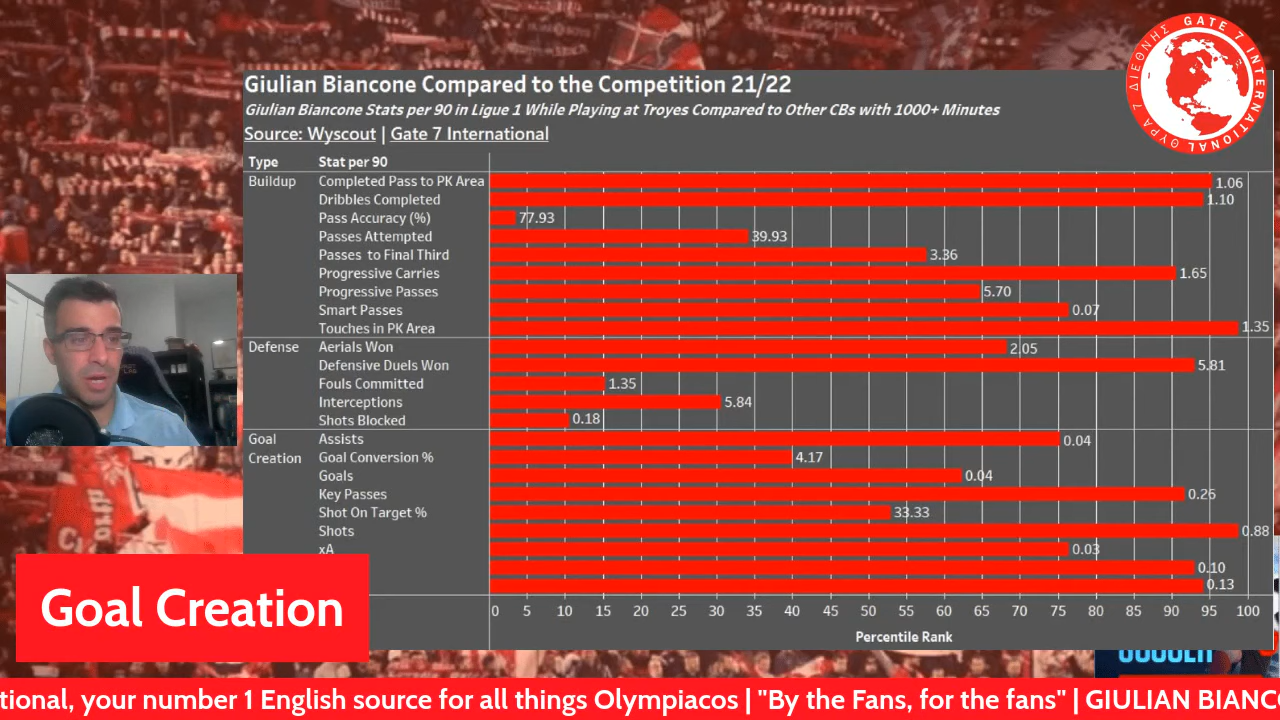 Giulian Biancone Compared to the Competition 21/22
Giulian Biancone Stats per 90 in Ligue 1 While Playing at Troyes Compared to Other CBs with 1000+ Minutes
Source: Wyscout | Gate 7 International
GATE 7 INTERNATIONAL ΘΥΡΑ 7 ΔΙΕΘΝΗΣ
Type Stat per 90
Buildup Completed Pass to PK Area 1.06
Dribbles Completed 1.10
Pass Accuracy (%) 77.93
Passes Attempted 39.93
Passes to Final Third 3.36
Progressive Carries 1.65
Progressive Passes 5.70
Smart Passes 0.07
Touches in PK Area 1.35
Defense Aerials Won 2.05
Defensive Duels Won 5.81
Fouls Committed 1.35
Interceptions 5.84
Shots Blocked 0.18
Goal Assists 0.04
Creation Goal Conversion % 4.17
Goals 0.04
Key Passes 0.26
Shot On Target % 33.33
Shots 0.88
xA 0.03
0.10
0.13
0 5 10 15 20 25 30 35 40 45 50 55 60 65 70 75 80 85 90 95 100
Percentile Rank
Goal Creation
tional, your number 1 English source for all things Olympiacos | "By the Fans, for the fans" | GIULIAN BIANC